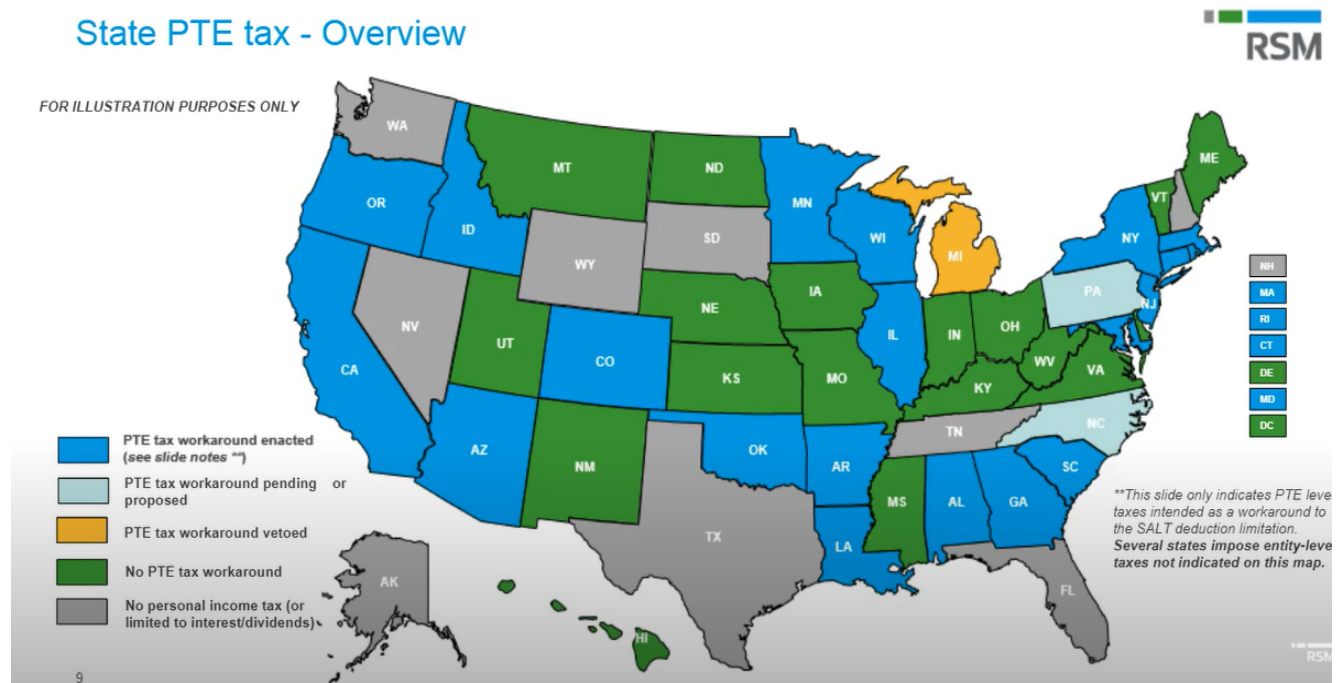 State PTE tax - Overview
RSM
FOR ILLUSTRATION PURPOSES ONLY
WA
MT
ND
ME
VT
OR
MN
ID
SD
WI
NY
MI
WY
NH
IA
PA
MA
NE
NJ
NV
OH
RI
IN
UT
IL
CT
CO
WV
CA
KS
MO
VA
DE
KY
MD
NC
DC
TN
PTE tax workaround enacted
(see slide notes **)
AZ
OK
NM
AR
SC
PTE tax workaround pending or
proposed
MS
AL
GA
**This slide only indicates PTE leve
taxes intended as a workaround to
the SALT deduction limitation.
Several states impose entity-leve
taxes not indicated on this map.
PTE tax workaround vetoed
TX
LA
No PTE tax workaround
AK
FL
No personal income tax (or
limited to interest/dividends)
HI
RSM
9